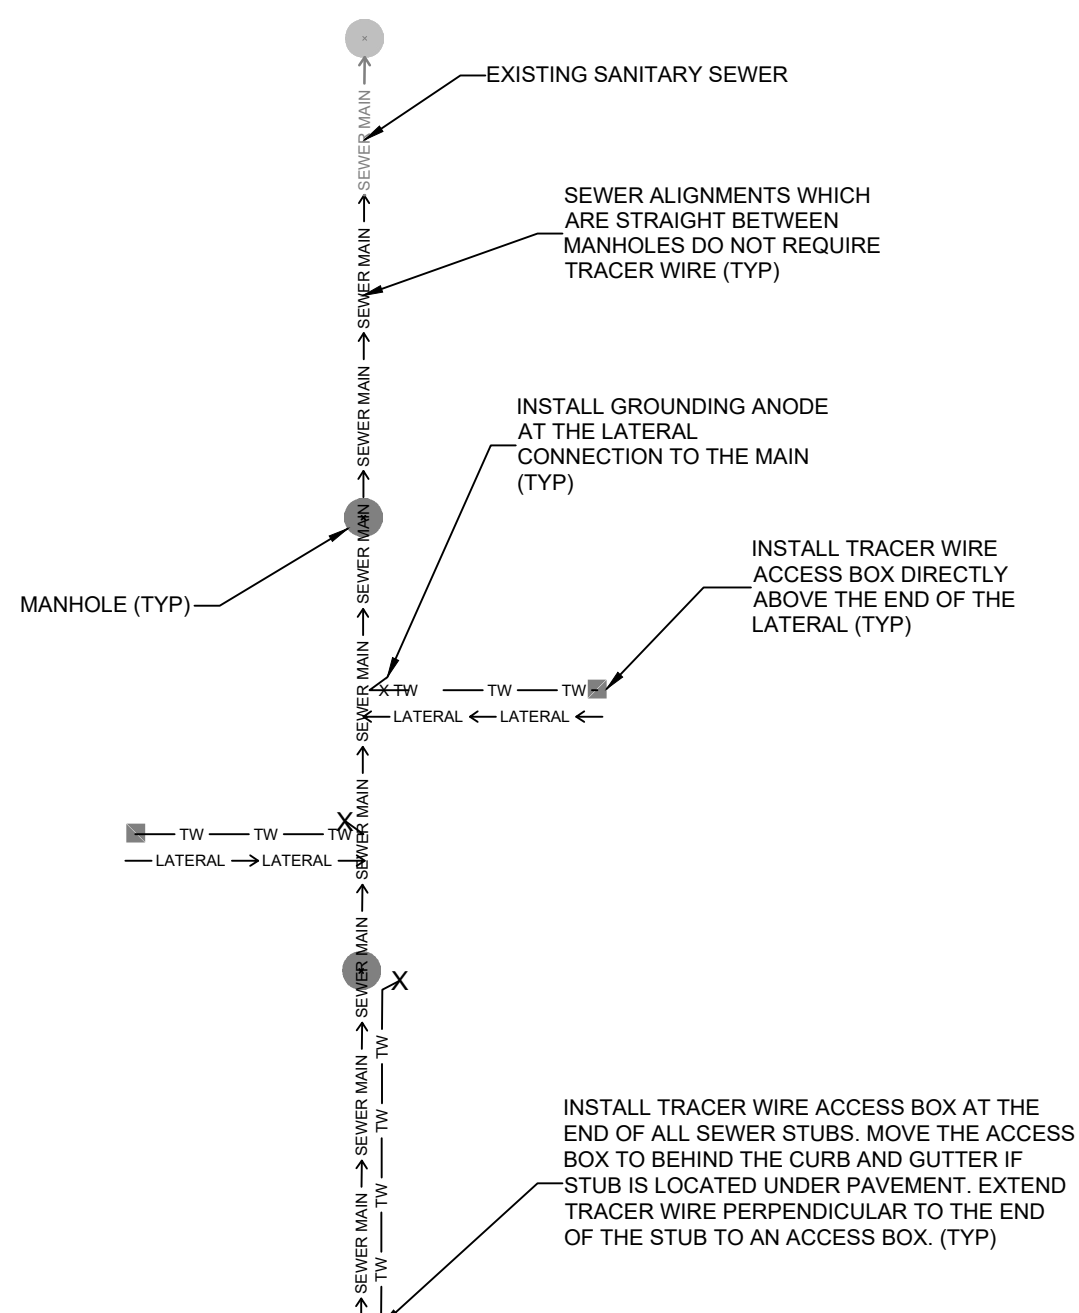 EXISTING SANITARY SEWER
SEWER MAIN
SEWER ALIGNMENTS WHICH
ARE STRAIGHT BETWEEN
MANHOLES DO NOT REQUIRE
TRACER WIRE (TYP)
SEWER MAIN
SEWER MAIN
INSTALL GROUNDING ANODE
AT THE LATERAL
CONNECTION TO THE MAIN
(TYP)
SEWER MAIN
INSTALL TRACER WIRE
ACCESS BOX DIRECTLY
ABOVE THE END OF THE
LATERAL (TYP)
MANHOLE (TYP)
SEWER MAIN
X TW TW TW
LATERAL LATERAL
SEWER MAIN
X
TW TW TW
LATERAL LATERAL
SEWER MAIN
X
TW
SEWER MAIN
TW
INSTALL TRACER WIRE ACCESS BOX AT THE
END OF ALL SEWER STUBS. MOVE THE ACCESS
BOX TO BEHIND THE CURB AND GUTTER IF
STUB IS LOCATED UNDER PAVEMENT. EXTEND
TRACER WIRE PERPENDICULAR TO THE END
OF THE STUB TO AN ACCESS BOX. (TYP)
TW
SEWER MAIN
TW